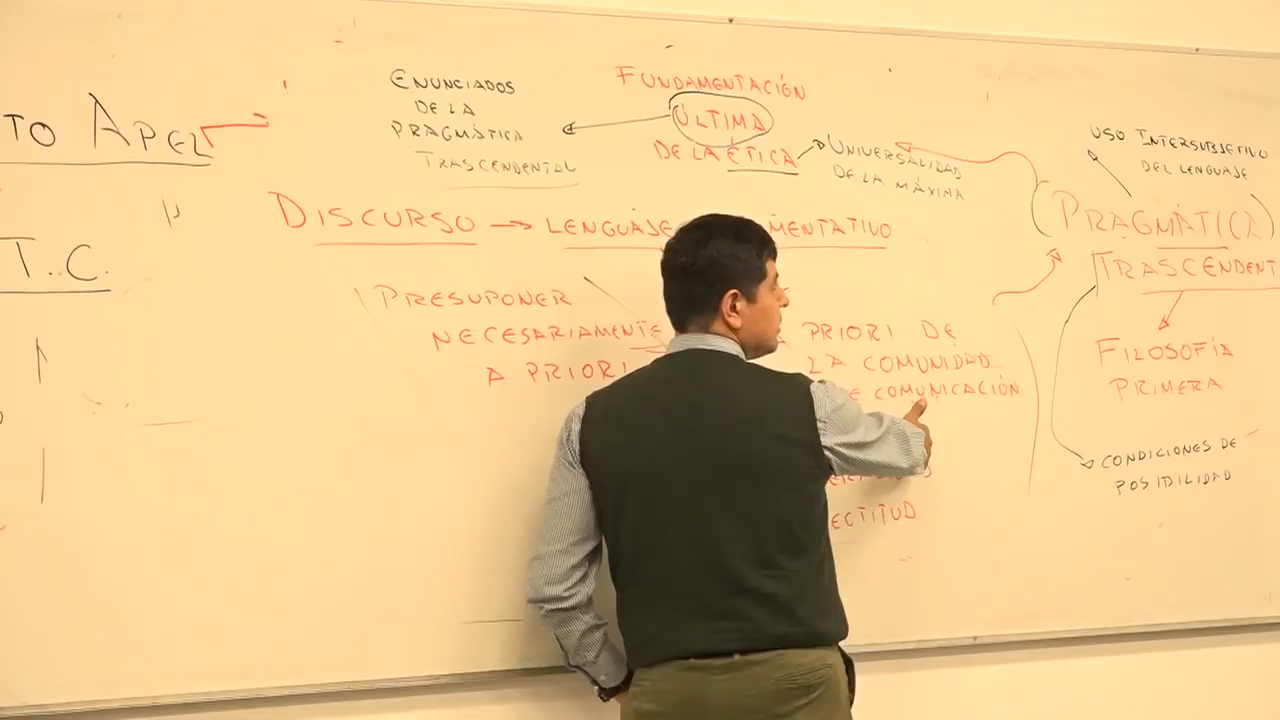 TO APEL
T.C.
ENUNCIADOS
DE LA
PRAGMÁTICA
TRASCENDENTAL
FUNDAMENTACIÓN
ÚLTIMA
DE LA ÉTICA
UNIVERSALIDAD
DE LA MÁXIMA
USO INTERSUBJETIVO
DEL LENGUAJE
(PRAGMÁTICA)
TRASCENDENT
DISCURSO → LENGUAJE MENTATIVO
PRESUPONER
NECESARIAMENTE
A PRIORI
PRIORI DE
LA COMUNIDAD
E COMUNICACIÓN
ECTITUD
FILOSOFÍA
PRIMERA
CONDICIONES DE
POSIBILIDAD